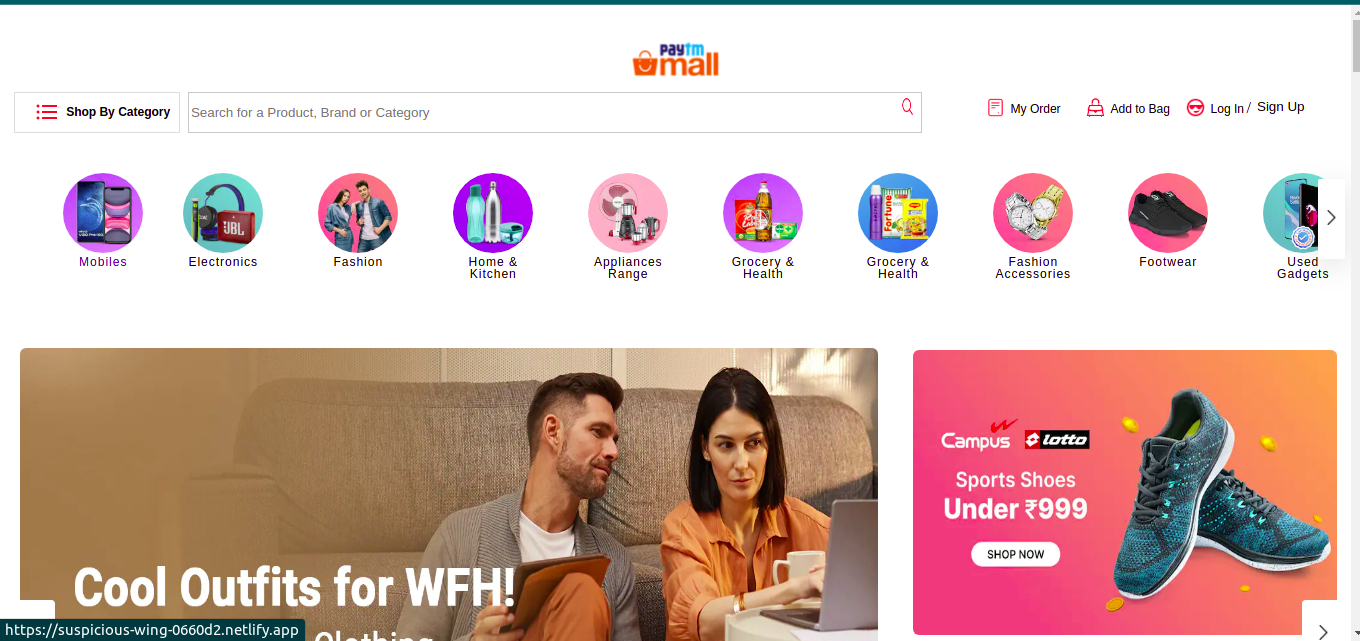 paytm
mall
Shop By Category
Search for a Product, Brand or Category
My Order
Add to Bag
Log In / Sign Up
JBL
Fortune
Mobiles
Electronics
Fashion
Home &
Kitchen
Appliances
Range
Grocery &
Health
Grocery &
Health
Fashion
Accessories
Footwear
Used
Gadgets
Campus lotto
Sports Shoes
Under ₹999
SHOP NOW
Cool Outfits for WFH!
Clothing
https://suspicious-wing-0660d2.netlify.app